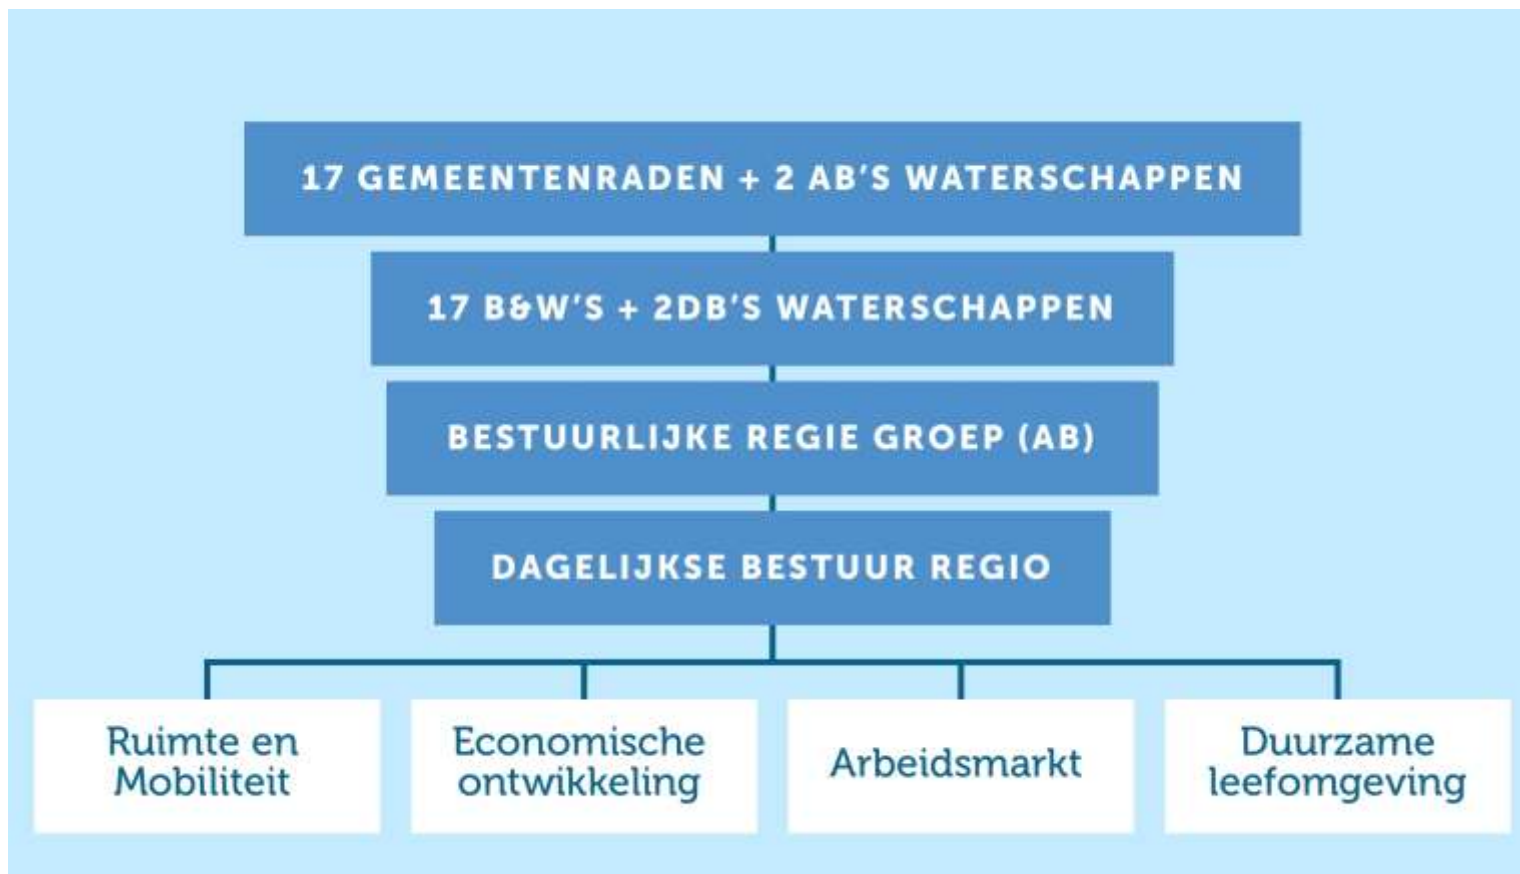 17 GEMEENTENRADEN + 2 AB'S WATERSCHAPPEN
17 B&W'S + 2DB'S WATERSCHAPPEN
BESTUURLIJKE REGIE GROEP (AB)
DAGELIJKSE BESTUUR REGIO
Ruimte en
Mobiliteit
Economische
ontwikkeling
Arbeidsmarkt
Duurzame
leefomgeving